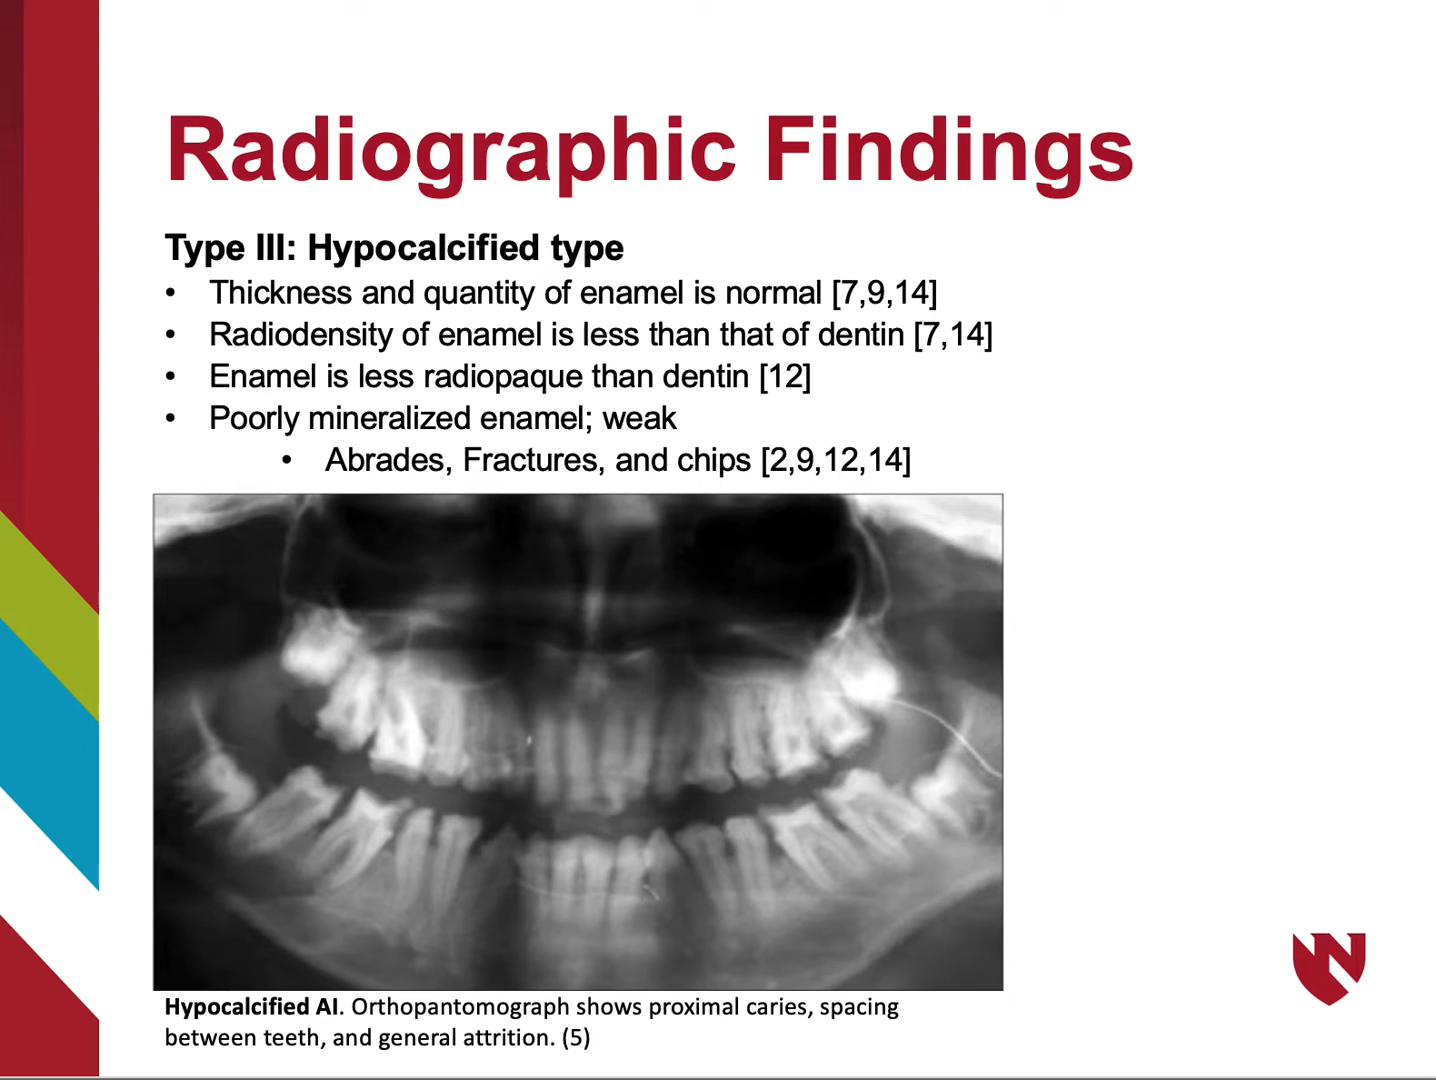 Radiographic Findings
Type III: Hypocalcified type
• Thickness and quantity of enamel is normal [7,9,14]
• Radiodensity of enamel is less than that of dentin [7,14]
• Enamel is less radiopaque than dentin [12]
• Poorly mineralized enamel; weak
• Abrades, Fractures, and chips [2,9,12,14]
Hypocalcified AI. Orthopantomograph shows proximal caries, spacing
between teeth, and general attrition. (5)
N